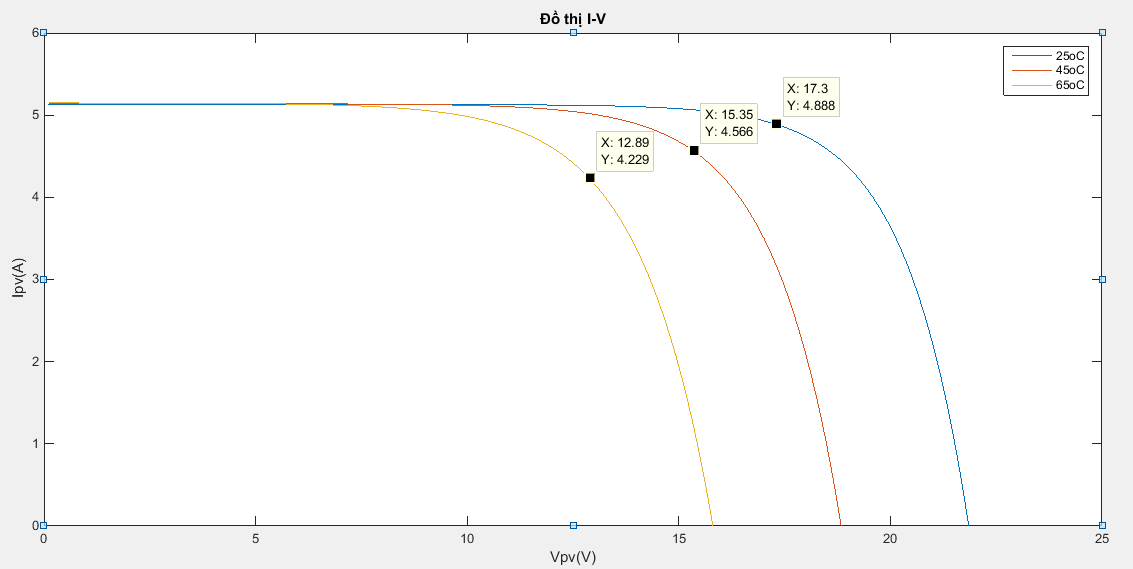 Đồ thị I-V
6
5
4
3
2
1
0
Ipv(A)
25oC
45oC
65oC
X: 17.3
Y: 4.888
X: 15.35
Y: 4.566
X: 12.89
Y: 4.229
0
5
10
15
20
25
Vpv(V)